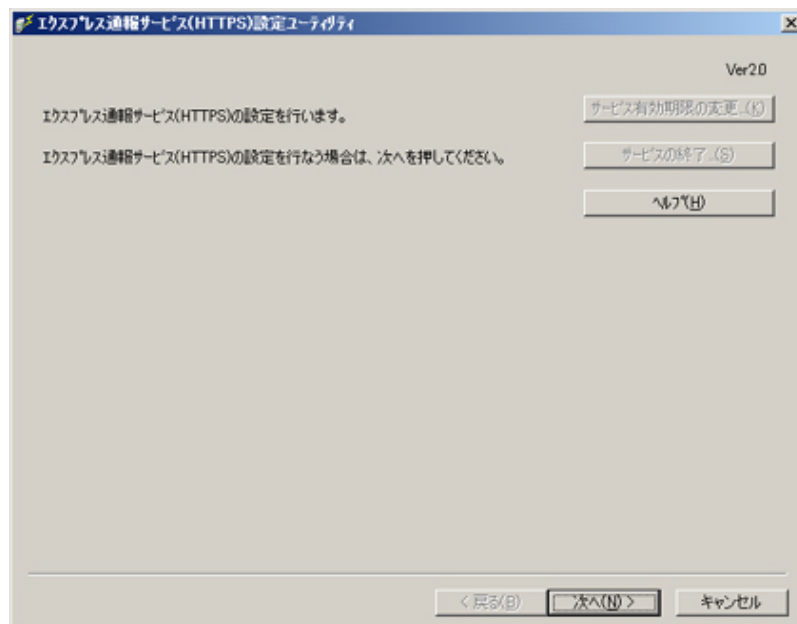 エクスプレス通報サービス(HTTPS)設定ユーティリティ
Ver2.0
エクスプレス通報サービス(HTTPS)の設定を行います。
サービス有効期限の変更...(K)
エクスプレス通報サービス(HTTPS)の設定を行なう場合は、次へを押してください。
サービスの終了...(S)
ヘルプ(H)
< 戻る(B)
次へ(N) >
キャンセル